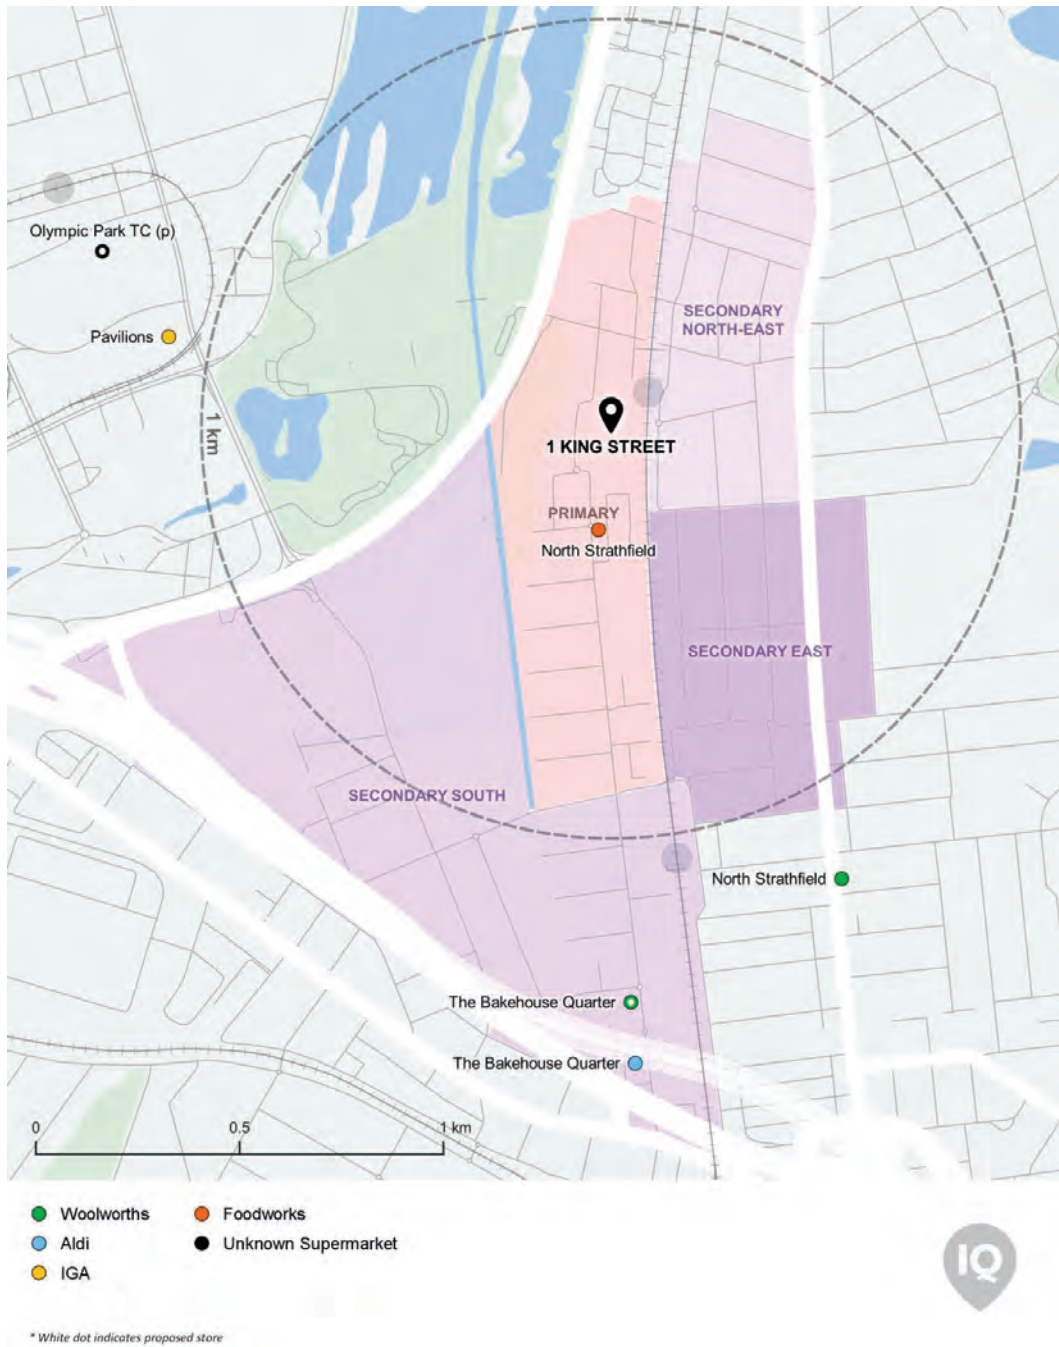 Olympic Park TC (p)
Pavilions
1 km
SECONDARY
NORTH-EAST
1 KING STREET
PRIMARY
North Strathfield
SECONDARY EAST
SECONDARY SOUTH
North Strathfield
The Bakehouse Quarter
The Bakehouse Quarter
0 0.5 1 km
Woolworths
Foodworks
Aldi
Unknown Supermarket
IGA
IQ
* White dot indicates proposed store